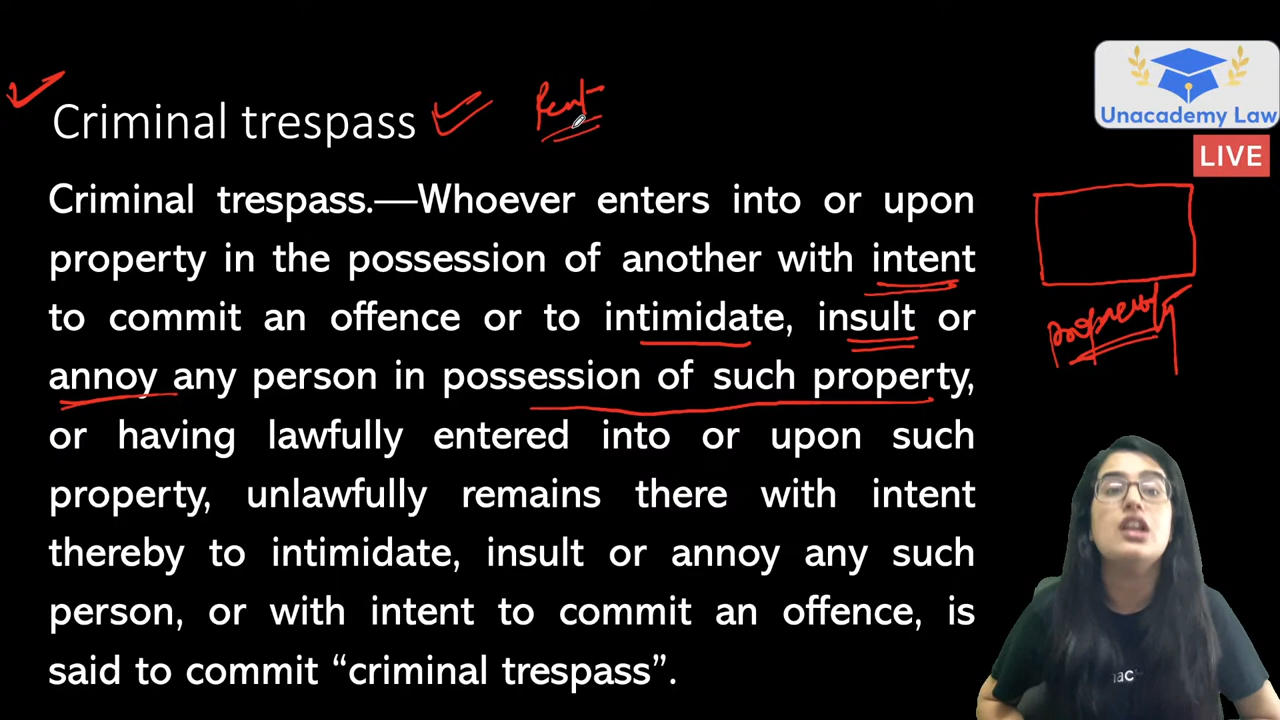 Unacademy Law
LIVE
Criminal trespass
Rent
Criminal trespass.—Whoever enters into or upon
property in the possession of another with intent
to commit an offence or to intimidate, insult or
annoy any person in possession of such property,
or having lawfully entered into or upon such
property, unlawfully remains there with intent
thereby to intimidate, insult or annoy any such
person, or with intent to commit an offence, is
said to commit “criminal trespass”.
property